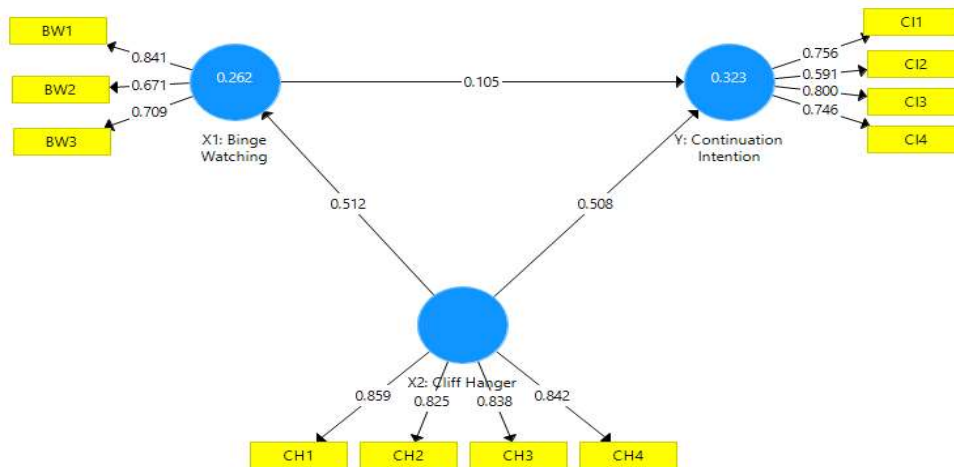 BW1
BW2
BW3
0.841
0.671
0.709
0.262
X1: Binge
Watching
0.105
0.323
Y: Continuation
Intention
0.756
0.591
0.800
0.746
CI1
CI2
CI3
CI4
0.512
0.508
X2: Cliff Hanger
0.859
0.825
0.838
0.842
CH1
CH2
CH3
CH4